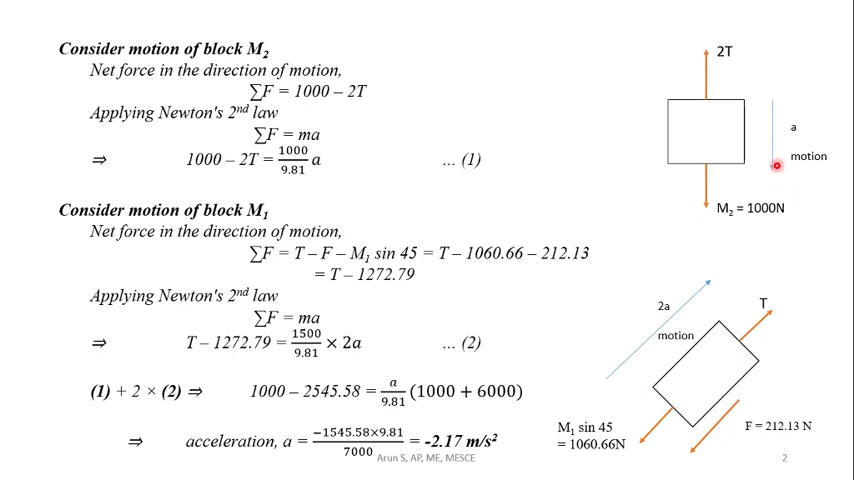 Consider motion of block M₂
Net force in the direction of motion,
∑F = 1000 – 2T
Applying Newton's 2nd law
∑F = ma
⇒ 1000 – 2T = 1000/9.81 a … (1)
Consider motion of block M₁
Net force in the direction of motion,
∑F = T – F – M₁ sin 45 = T – 1060.66 – 212.13
= T – 1272.79
Applying Newton's 2nd law
∑F = ma
⇒ T – 1272.79 = 1500/9.81 × 2a … (2)
(1) + 2 × (2) ⇒ 1000 – 2545.58 = a/9.81 (1000 + 6000)
⇒ acceleration, a = −1545.58×9.81/7000 = -2.17 m/s²
2T
a
motion
M₂ = 1000N
2a
T
motion
M₁ sin 45
= 1060.66N
F = 212.13 N
Arun S, AP, ME, MESCE
2